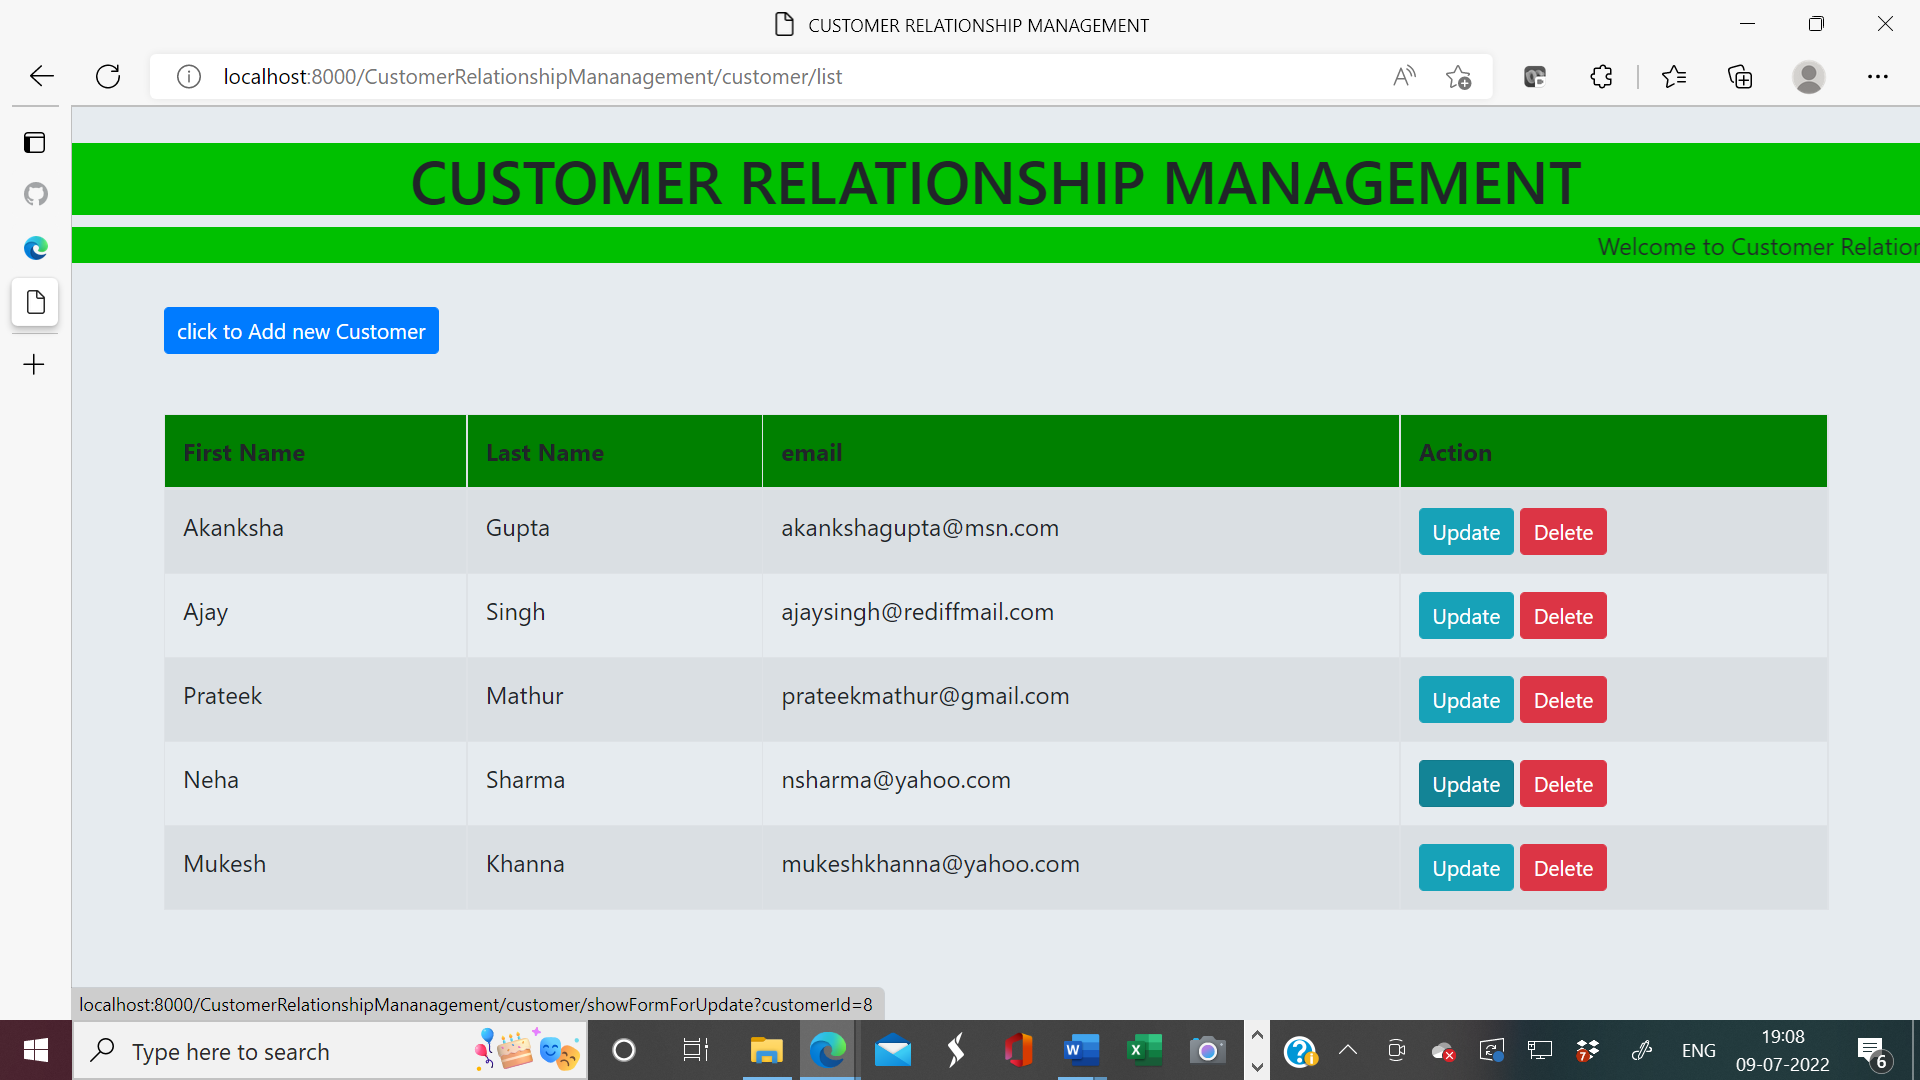 CUSTOMER RELATIONSHIP MANAGEMENT
localhost:8000/CustomerRelationshipMananagement/customer/list
CUSTOMER RELATIONSHIP MANAGEMENT
Welcome to Customer Relation
click to Add new Customer
First Name Last Name email Action
Akanksha Gupta akankshagupta@msn.com Update Delete
Ajay Singh ajaysingh@rediffmail.com Update Delete
Prateek Mathur prateekmathur@gmail.com Update Delete
Neha Sharma nsharma@yahoo.com Update Delete
Mukesh Khanna mukeshkhanna@yahoo.com Update Delete
localhost:8000/CustomerRelationshipMananagement/customer/showFormForUpdate?customerId=8
Type here to search
ENG
19:08
09-07-2022
6